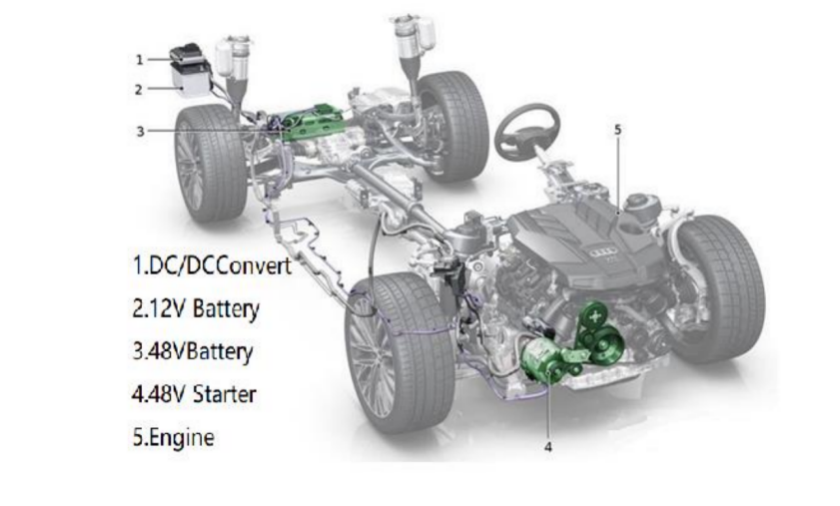 1
2
3
5
1.DC/DCConvert
2.12V Battery
3.48VBattery
4.48V Starter
5.Engine
4